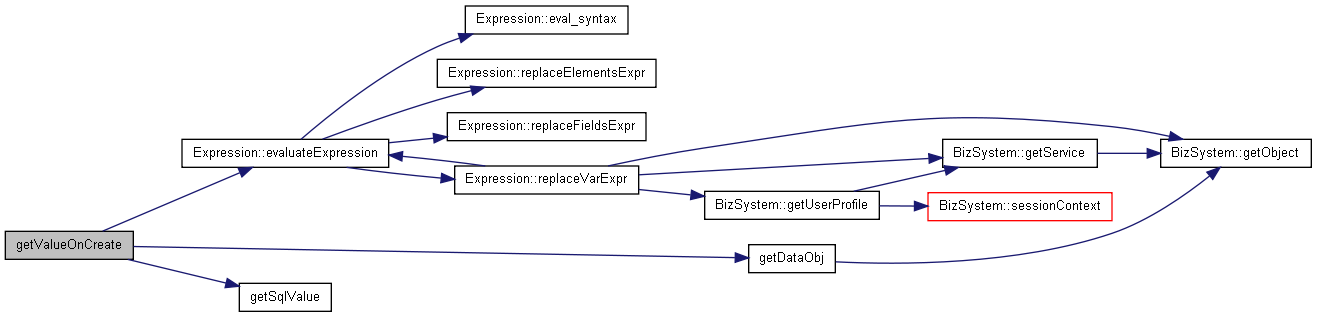 Expression::eval_syntax
Expression::replaceElementsExpr
Expression::replaceFieldsExpr
Expression::evaluateExpression
BizSystem::getService
BizSystem::getObject
Expression::replaceVarExpr
BizSystem::getUserProfile
BizSystem::sessionContext
getValueOnCreate
getDataObj
getSqlValue